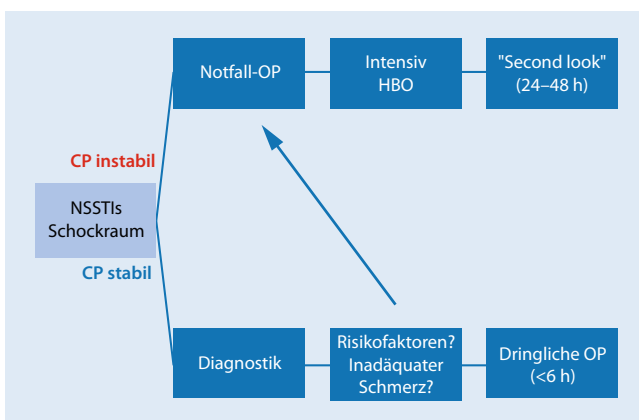 Notfall-OP
Intensiv
HBO
"Second look"
(24–48 h)
CP instabil
NSSTIs
Schockraum
CP stabil
Diagnostik
Risikofaktoren?
Inadäquater
Schmerz?
Dringliche OP
(<6 h)